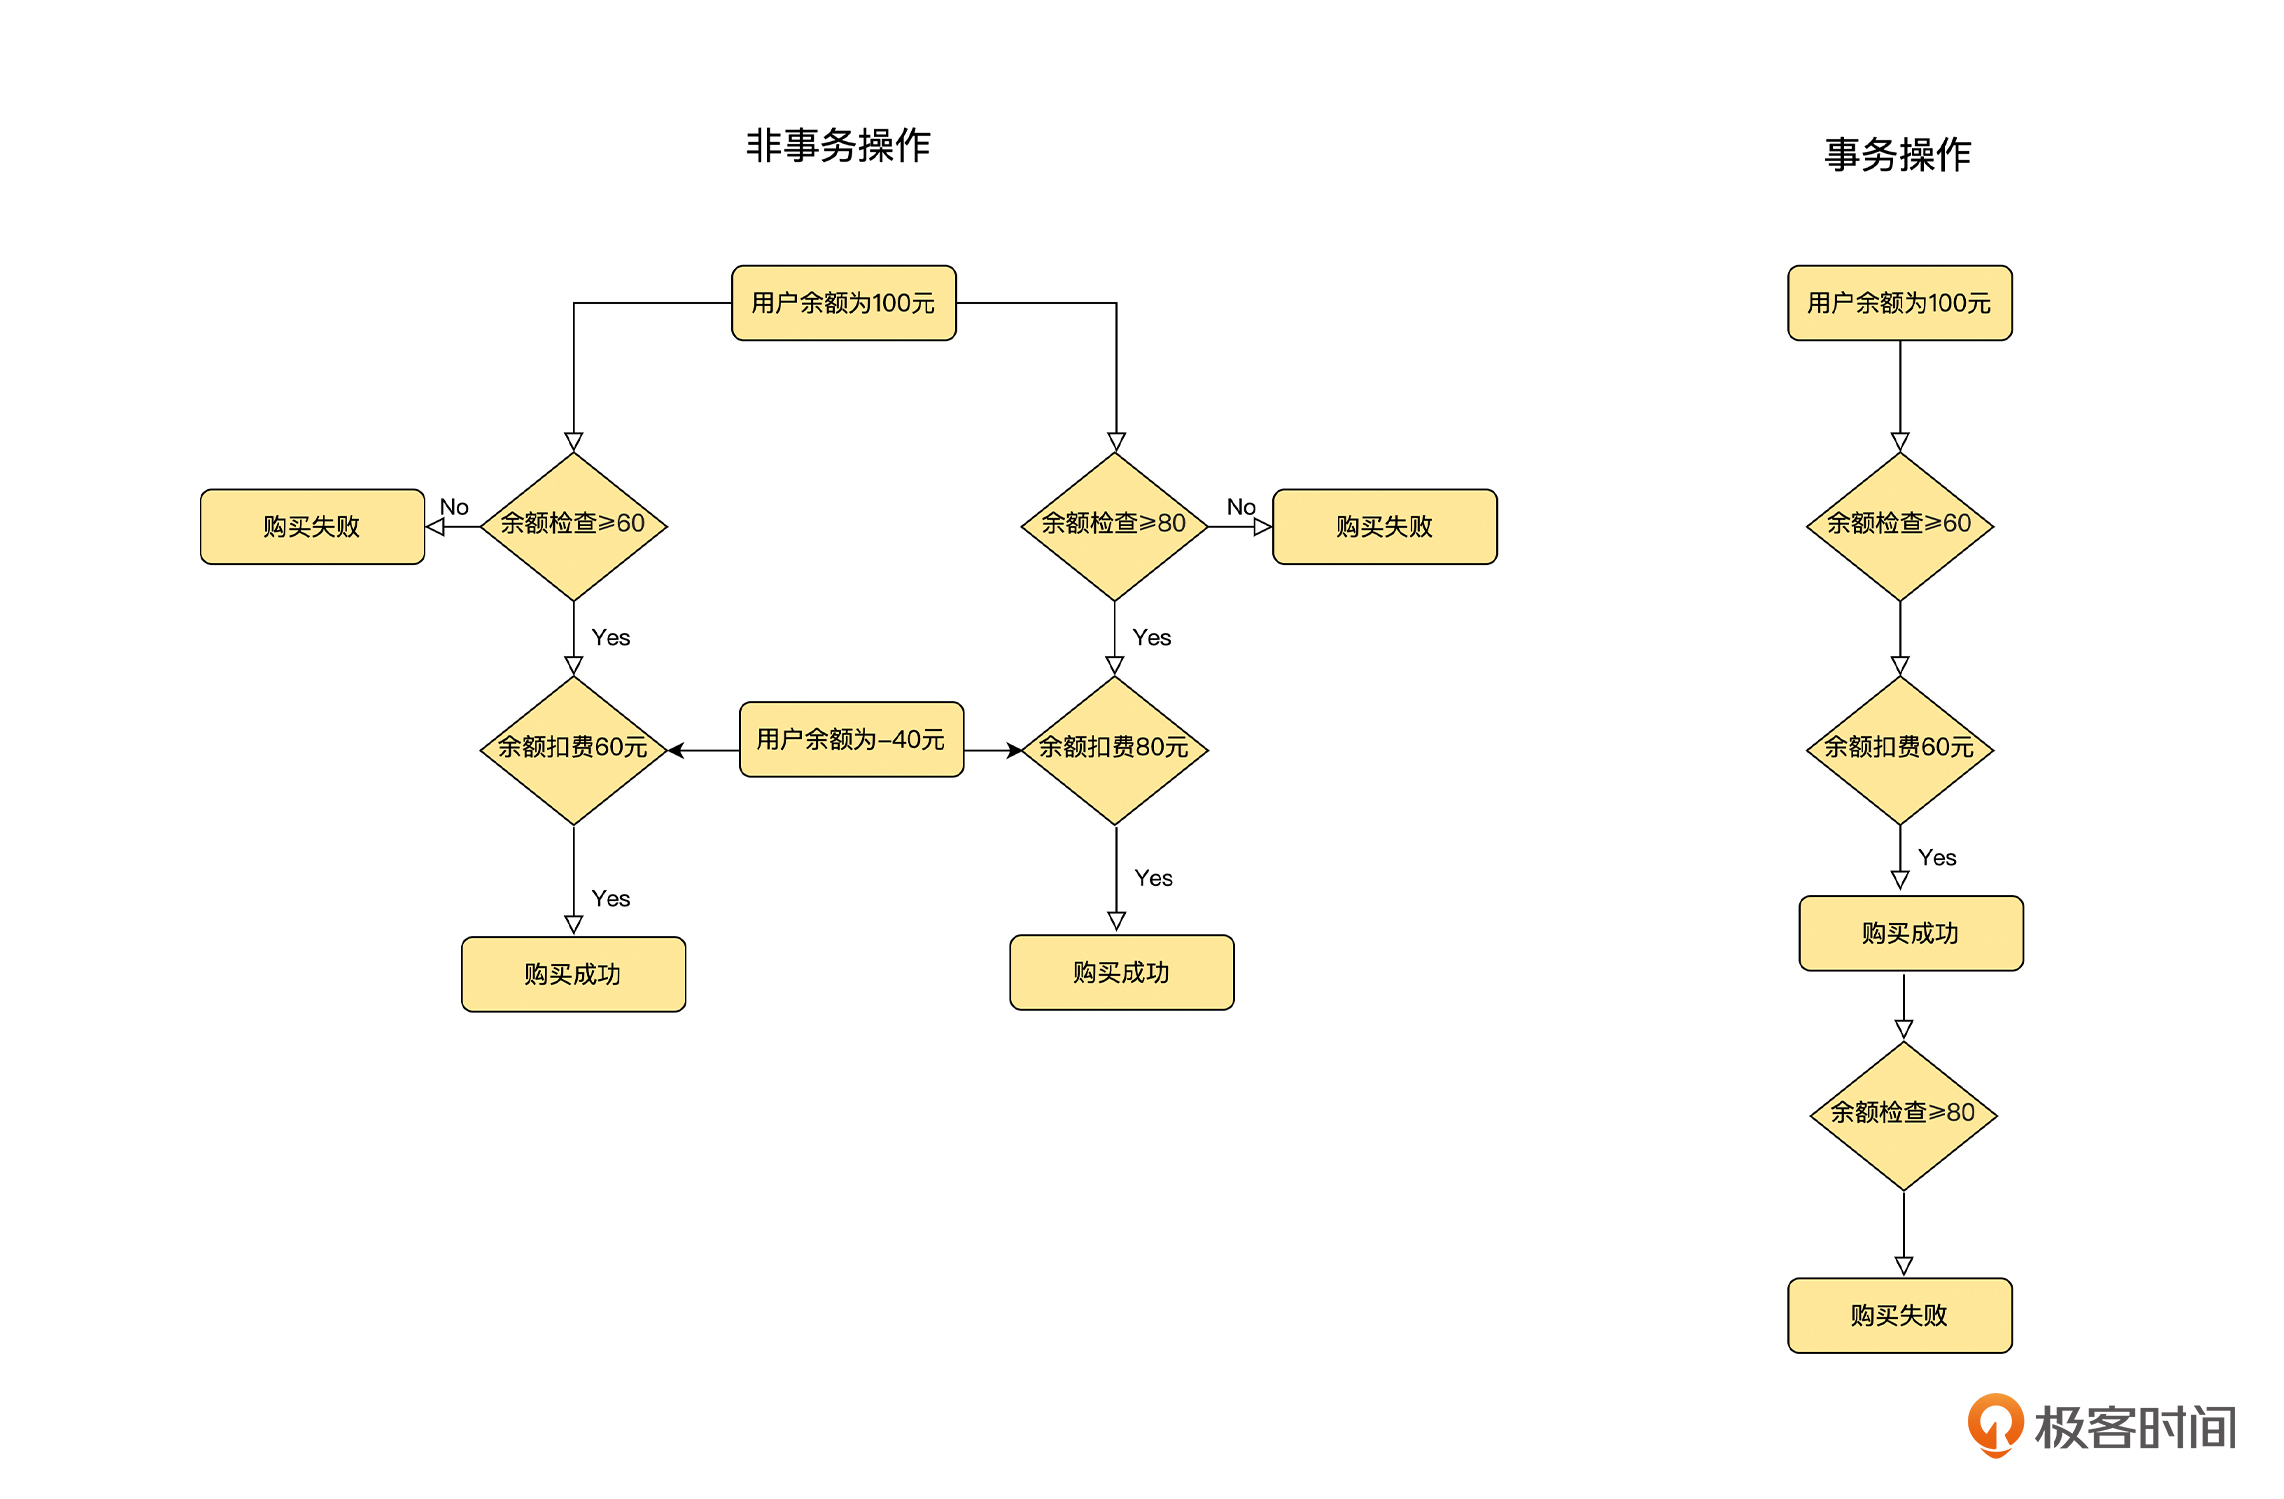 非事务操作
用户余额为100元
余额检查≥60
No
购买失败
余额检查≥80
No
购买失败
Yes
Yes
余额扣费60元
用户余额为-40元
余额扣费80元
Yes
Yes
购买成功
购买成功
事务操作
用户余额为100元
余额检查≥60
余额扣费60元
Yes
购买成功
余额检查≥80
购买失败
极客时间